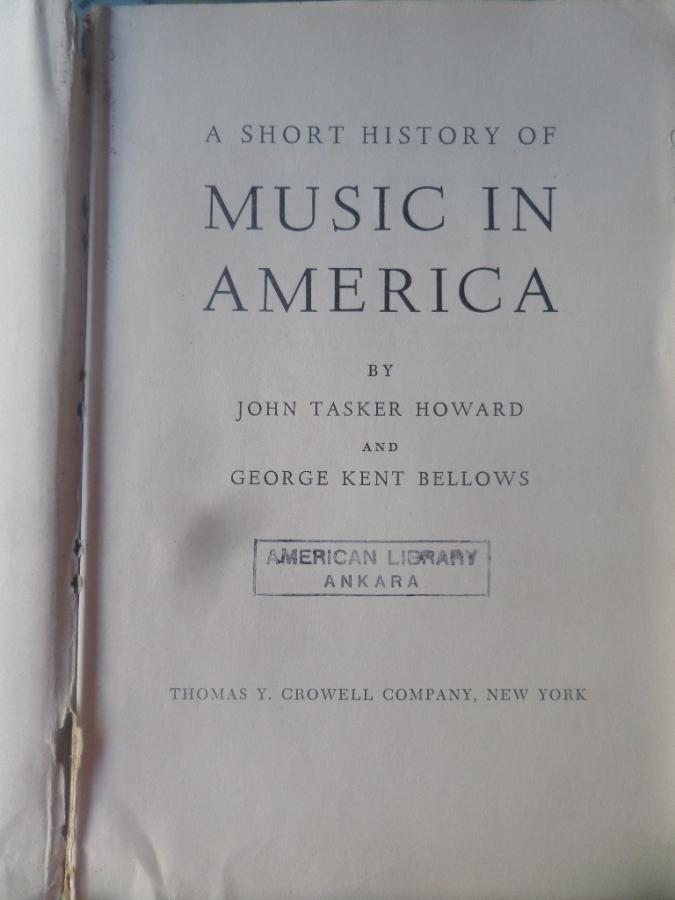 A SHORT HISTORY OF
MUSIC IN
AMERICA
BY
JOHN TASKER HOWARD
AND
GEORGE KENT BELLOWS
AMERICAN LIBRARY
ANKARA
THOMAS Y. CROWELL COMPANY, NEW YORK